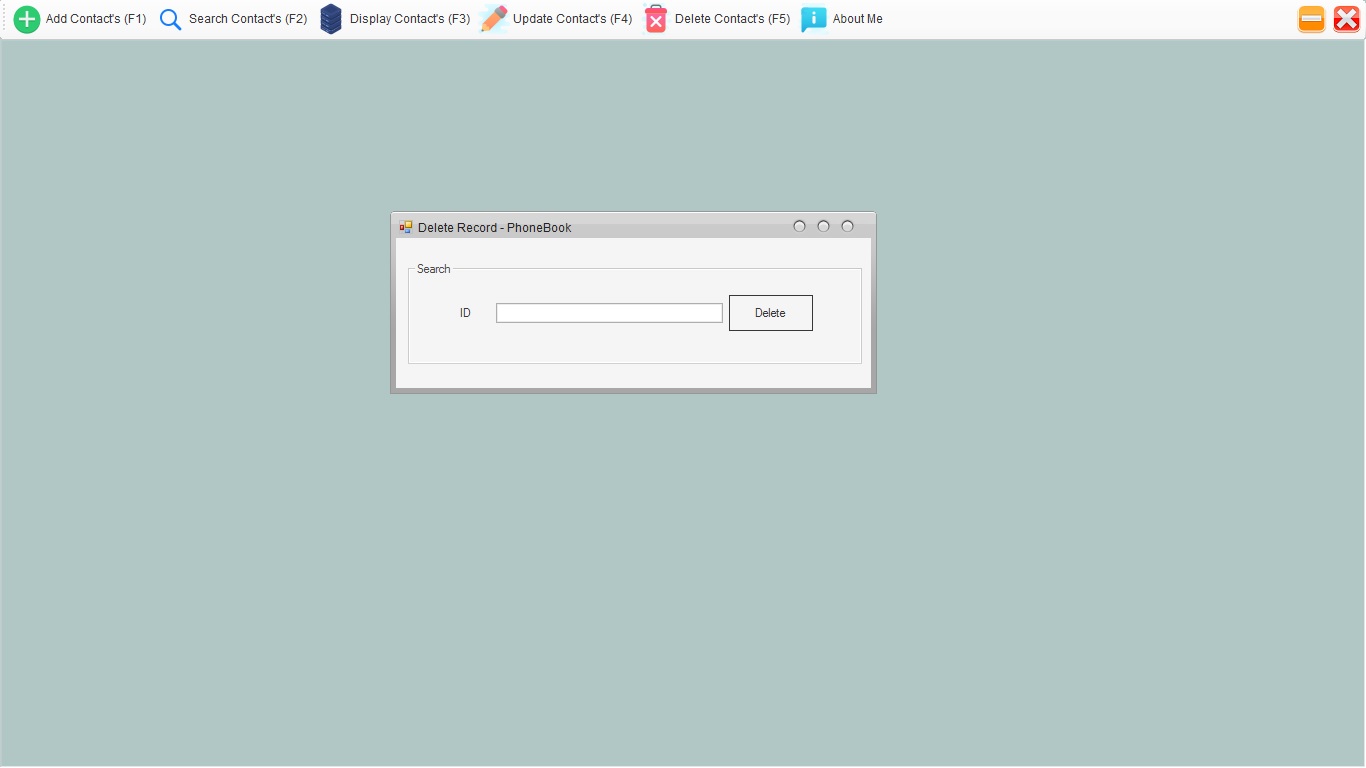 Add Contact's (F1) Search Contact's (F2) Display Contact's (F3) Update Contact's (F4) Delete Contact's (F5) About Me
Delete Record - PhoneBook
Search
ID Delete